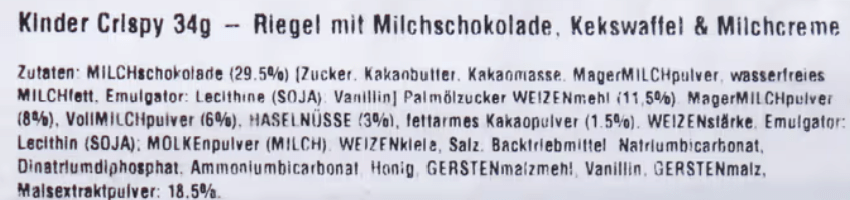 Kinder Crispy 34g – Riegel mit Milchschokolade, Kekswaffel & Milchcreme
Zutaten: MILCHschokolade (29.5%) [Zucker, Kakaobutter, Kakaomasse, MagerMILCHpulver, wasserfreies
MILCHfett, Emulgator: Lecithine (SOJA), Vanillin] Palmölzucker WEIZENmehl (11,5%), MagerMILCHpulver
(8%), VollMILCHpulver (6%), HASELNÜSSE (3%), fettarmes Kakaopulver (1.5%), WEIZENstärke, Emulgator:
Lecithin (SOJA); MOLKEnpulver (MILCH), WEIZENkleie, Salz, Backtriebmittel Natriumbicarbonat,
Dinatriumdiphosphat, Ammoniumbicarbonat, Honig, GERSTENmalzmehl, Vanillin, GERSTENmalz,
Malsextraktpulver: 18,5%.